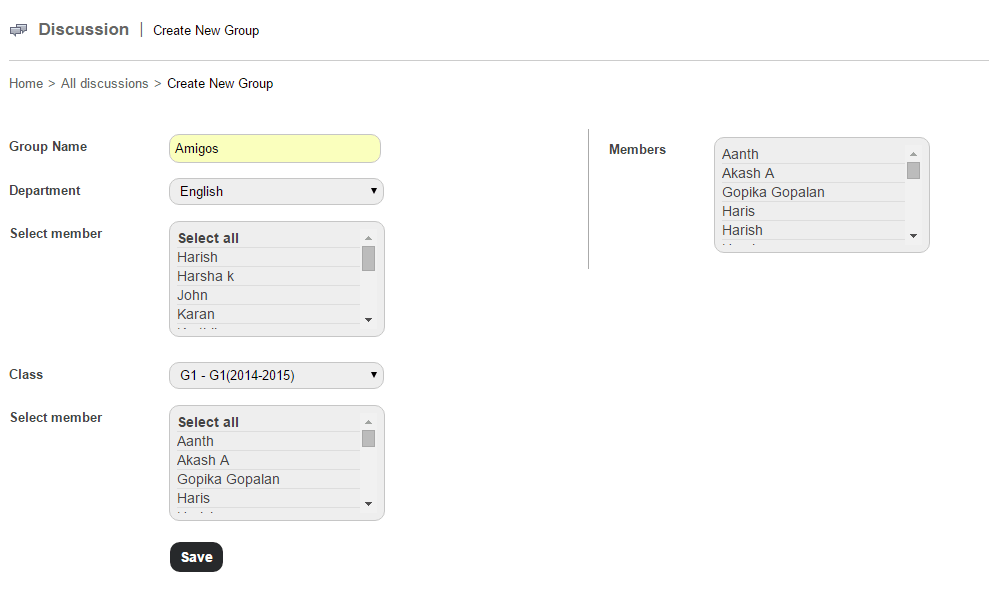 Discussion | Create New Group
Home > All discussions > Create New Group
Group Name
Amigos
Department
English
Select member
Select all
Harish
Harsha k
John
Karan
Class
G1 - G1(2014-2015)
Select member
Select all
Aanth
Akash A
Gopika Gopalan
Haris
Save
Members
Aanth
Akash A
Gopika Gopalan
Haris
Harish